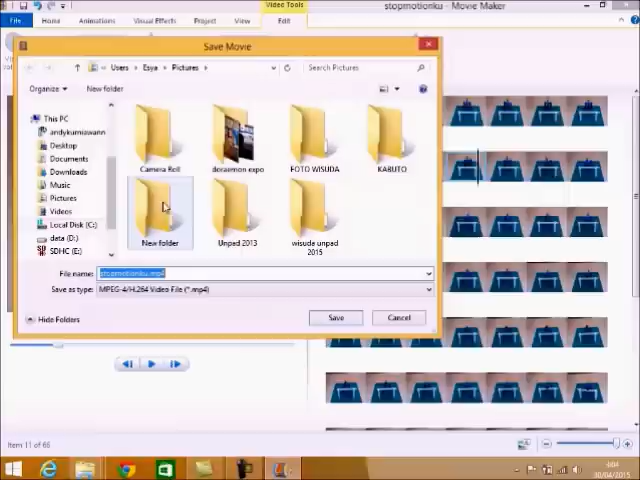 Video Tools
stopmotionku - Movie Maker
File
Home
Animations
Visual Effects
Project
View
Edit
Save Movie
Users
Esya
Pictures
Search Pictures
Organize
New folder
This PC
andykurniawann
Desktop
Documents
Downloads
Music
Pictures
Videos
Local Disk (C:)
data (D:)
SDHC (E:)
Camera Roll
doraemon expo
FOTO WISUDA
KABUTO
New folder
Unpad 2013
wisuda unpad
2015
File name:
stopmotionku.mp4
Save as type:
MPEG-4/H.264 Video File (*.mp4)
Hide Folders
Save
Cancel
Item 11 of 66
30/04/2015